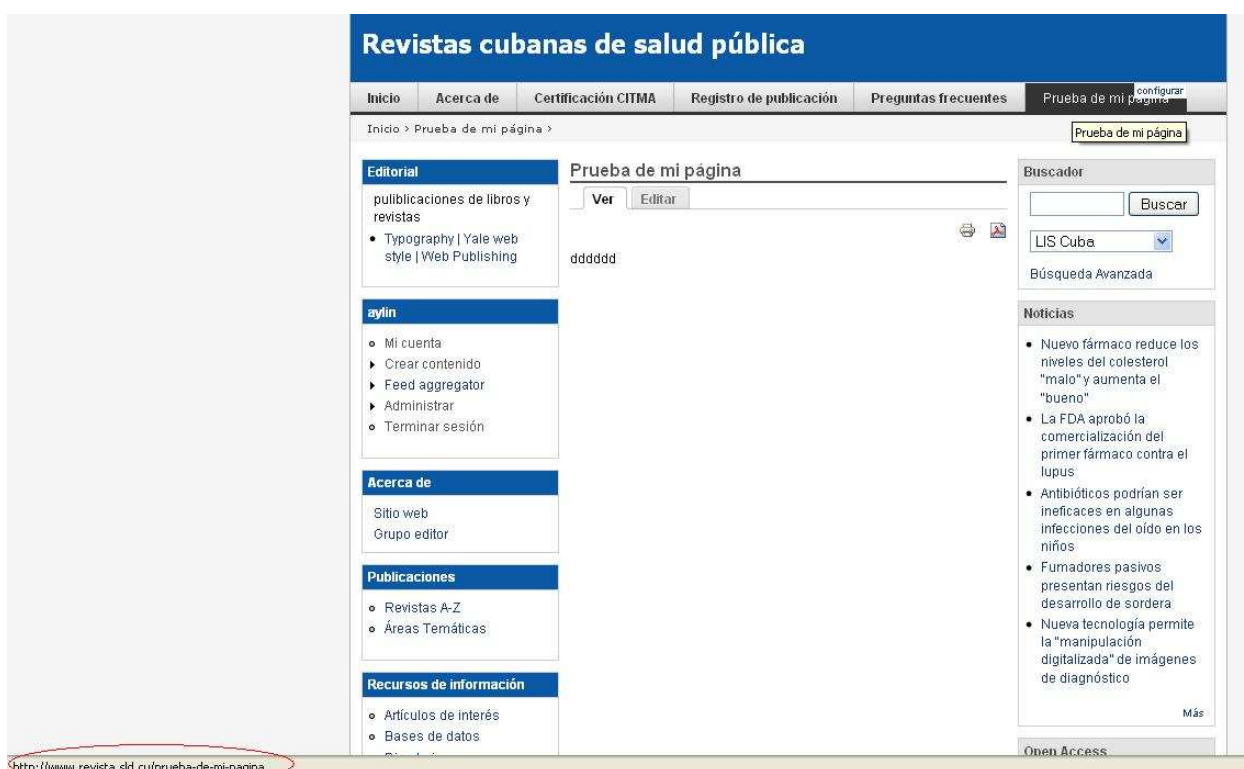 Revistas cubanas de salud pública
Inicio Acerca de Certificación CITMA Registro de publicación Preguntas frecuentes Prueba de mi página
configurar
Inicio > Prueba de mi página >
Prueba de mi página
Editorial
puliblicaciones de libros y
revistas
Typography | Yale web
style | Web Publishing
aylin
Mi cuenta
Crear contenido
Feed aggregator
Administrar
Terminar sesión
Acerca de
Sitio web
Grupo editor
Publicaciones
Revistas A-Z
Áreas Temáticas
Recursos de información
Artículos de interés
Bases de datos
Prueba de mi página
Ver Editar
dddddd
Buscador
Buscar
LIS Cuba
Búsqueda Avanzada
Noticias
Nuevo fármaco reduce los
niveles del colesterol
"malo" y aumenta el
"bueno"
La FDA aprobó la
comercialización del
primer fármaco contra el
lupus
Antibióticos podrían ser
ineficaces en algunas
infecciones del oído en los
niños
Fumadores pasivos
presentan riesgos del
desarrollo de sordera
Nueva tecnología permite
la "manipulación
digitalizada" de imágenes
de diagnóstico
Más
Open Access
http://www.revista.sld.cu/prueba-de-mi-pagina